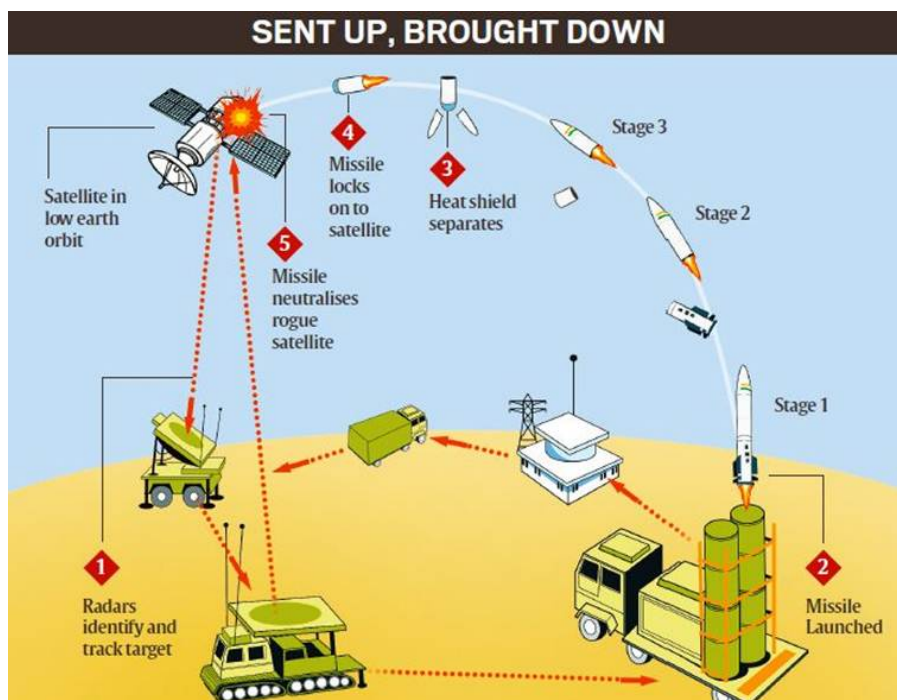 SENT UP, BROUGHT DOWN
Satellite in
low earth
orbit
4
Missile
locks
on to
satellite
3
Heat shield
separates
Stage 3
Stage 2
Stage 1
5
Missile
neutralises
rogue
satellite
1
Radars
identify and
track target
2
Missile
Launched